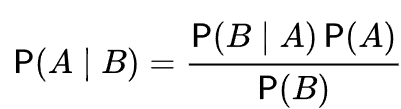 P(A | B) = P(B | A) P(A) / P(B)